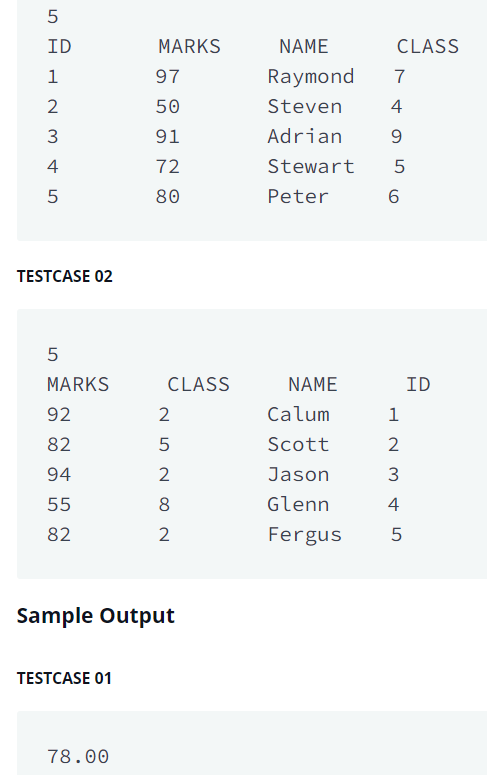 5
ID MARKS NAME CLASS
1 97 Raymond 7
2 50 Steven 4
3 91 Adrian 9
4 72 Stewart 5
5 80 Peter 6
TESTCASE 02
5
MARKS CLASS NAME ID
92 2 Calum 1
82 5 Scott 2
94 2 Jason 3
55 8 Glenn 4
82 2 Fergus 5
Sample Output
TESTCASE 01
78.00